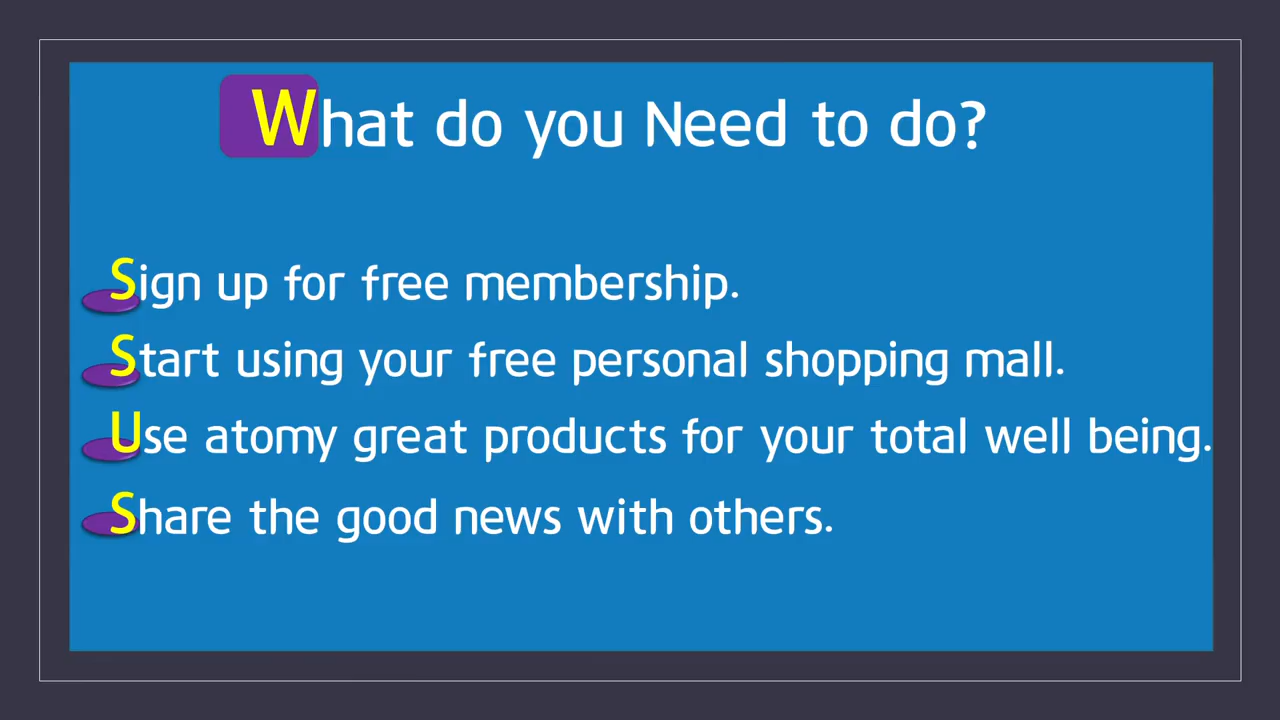 What do you Need to do?
Sign up for free membership.
Start using your free personal shopping mall.
Use atomy great products for your total well being.
Share the good news with others.